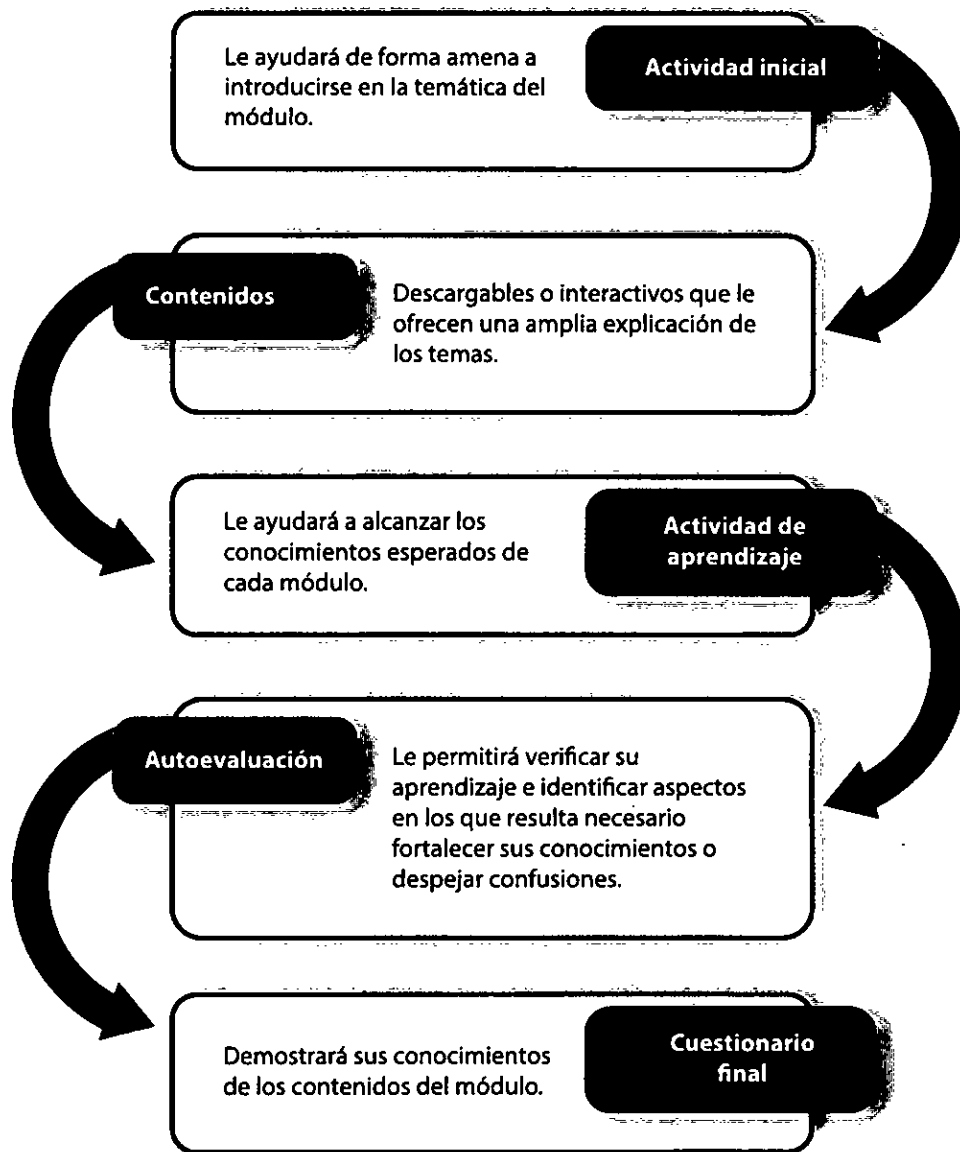 Le ayudará de forma amena a
introducirse en la temática del
módulo.
Actividad inicial
Contenidos
Descargables o interactivos que le
ofrecen una amplia explicación de
los temas.
Le ayudará a alcanzar los
conocimientos esperados de
cada módulo.
Actividad de
aprendizaje
Autoevaluación
Le permitirá verificar su
aprendizaje e identificar aspectos
en los que resulta necesario
fortalecer sus conocimientos o
despejar confusiones.
Demostrará sus conocimientos
de los contenidos del módulo.
Cuestionario
final